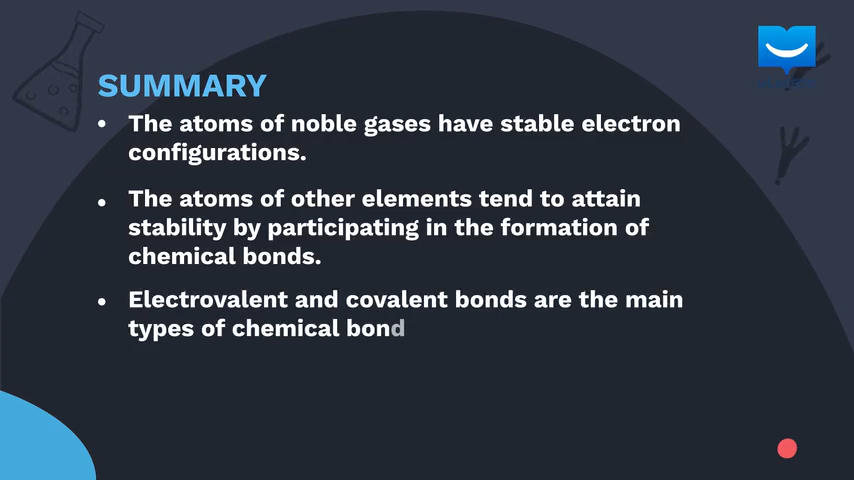 SUMMARY
• The atoms of noble gases have stable electron
configurations.
• The atoms of other elements tend to attain
stability by participating in the formation of
chemical bonds.
• Electrovalent and covalent bonds are the main
types of chemical bond